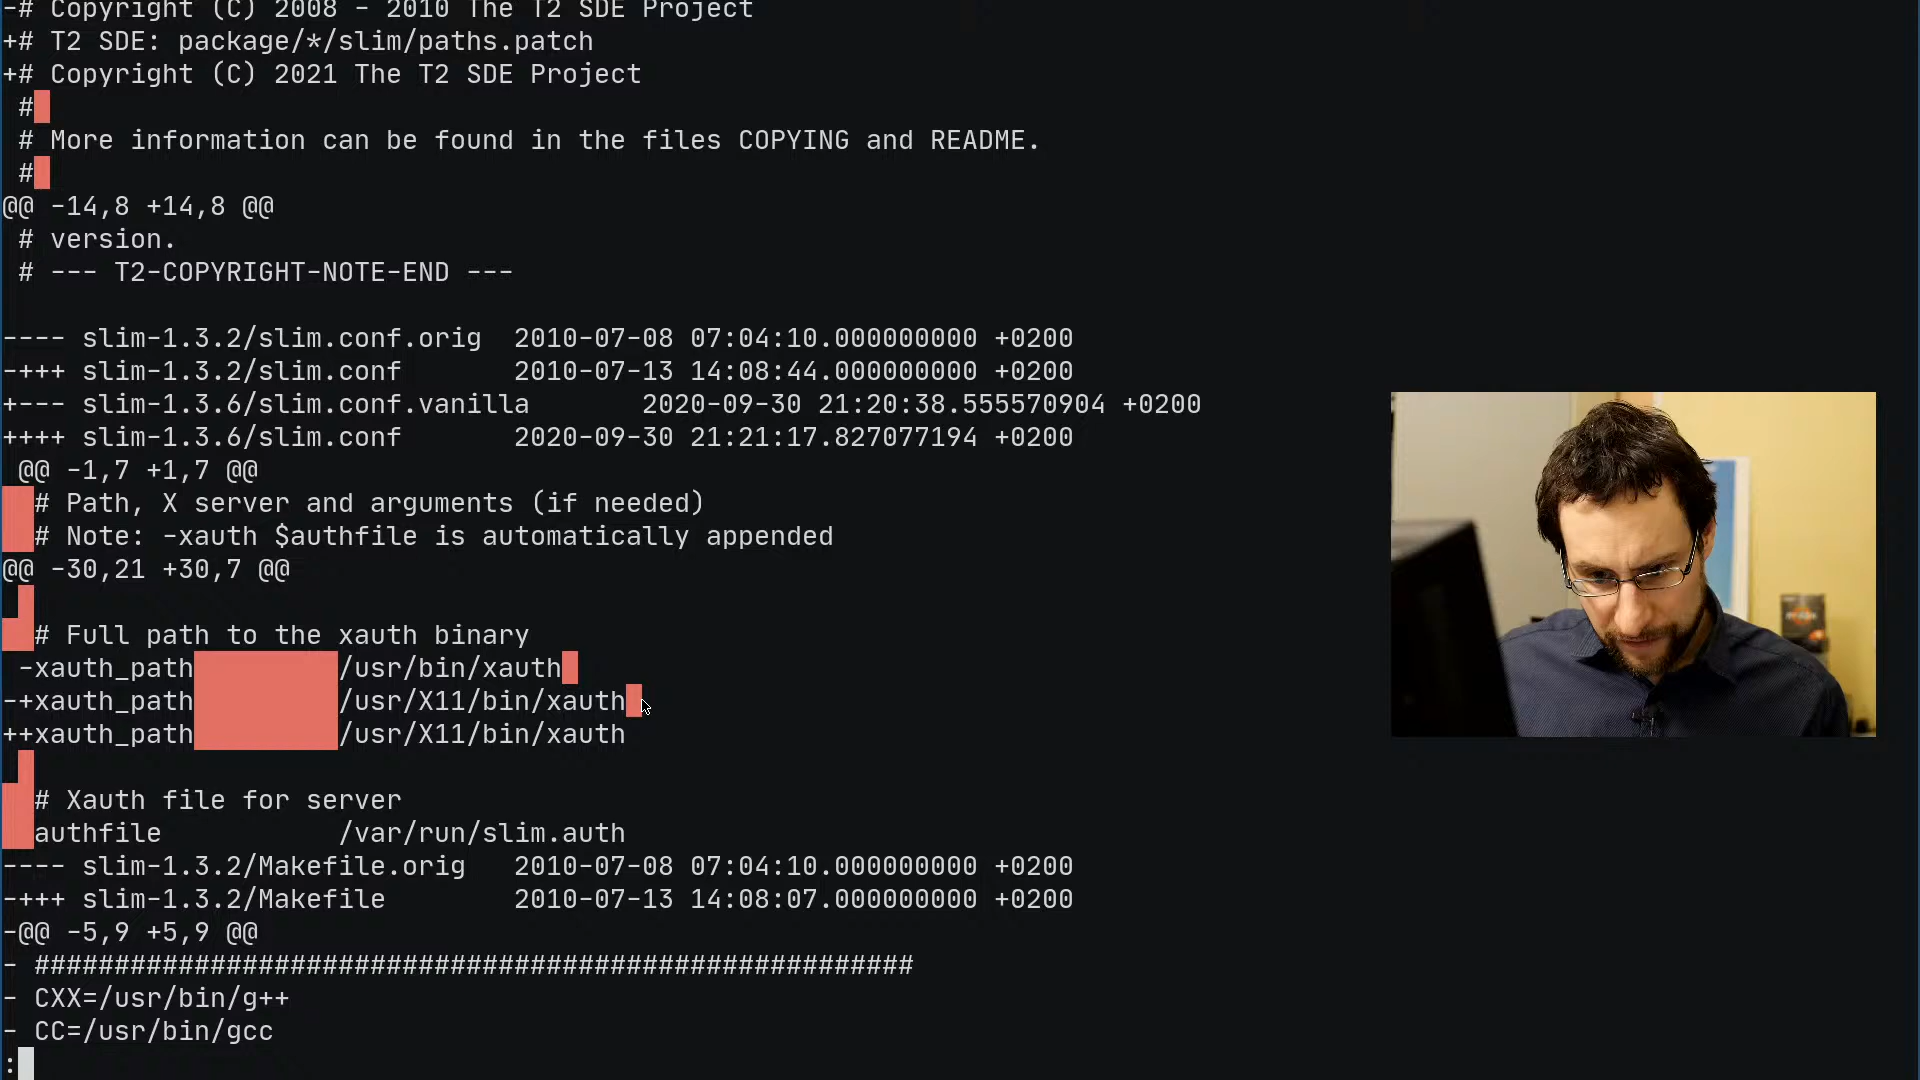 -# Copyright (C) 2008 - 2010 The T2 SDE Project
+# T2 SDE: package/*/slim/paths.patch
+# Copyright (C) 2021 The T2 SDE Project
 #
 # More information can be found in the files COPYING and README.
 #
@@ -14,8 +14,8 @@
 # version.
 # --- T2-COPYRIGHT-NOTE-END ---
---- slim-1.3.2/slim.conf.orig  2010-07-08 07:04:10.000000000 +0200
-+++ slim-1.3.2/slim.conf       2010-07-13 14:08:44.000000000 +0200
+--- slim-1.3.6/slim.conf.vanilla       2020-09-30 21:20:38.555570904 +0200
++++ slim-1.3.6/slim.conf       2020-09-30 21:21:17.827077194 +0200
 @@ -1,7 +1,7 @@
  # Path, X server and arguments (if needed)
  # Note: -xauth $authfile is automatically appended
@@ -30,21 +30,7 @@
  # Full path to the xauth binary
 -xauth_path         /usr/bin/xauth
-+xauth_path         /usr/X11/bin/xauth
++xauth_path         /usr/X11/bin/xauth
  # Xauth file for server
  authfile           /var/run/slim.auth
---- slim-1.3.2/Makefile.orig   2010-07-08 07:04:10.000000000 +0200
-+++ slim-1.3.2/Makefile        2010-07-13 14:08:07.000000000 +0200
-@@ -5,9 +5,9 @@
- #######################################################
- CXX=/usr/bin/g++
- CC=/usr/bin/gcc
: